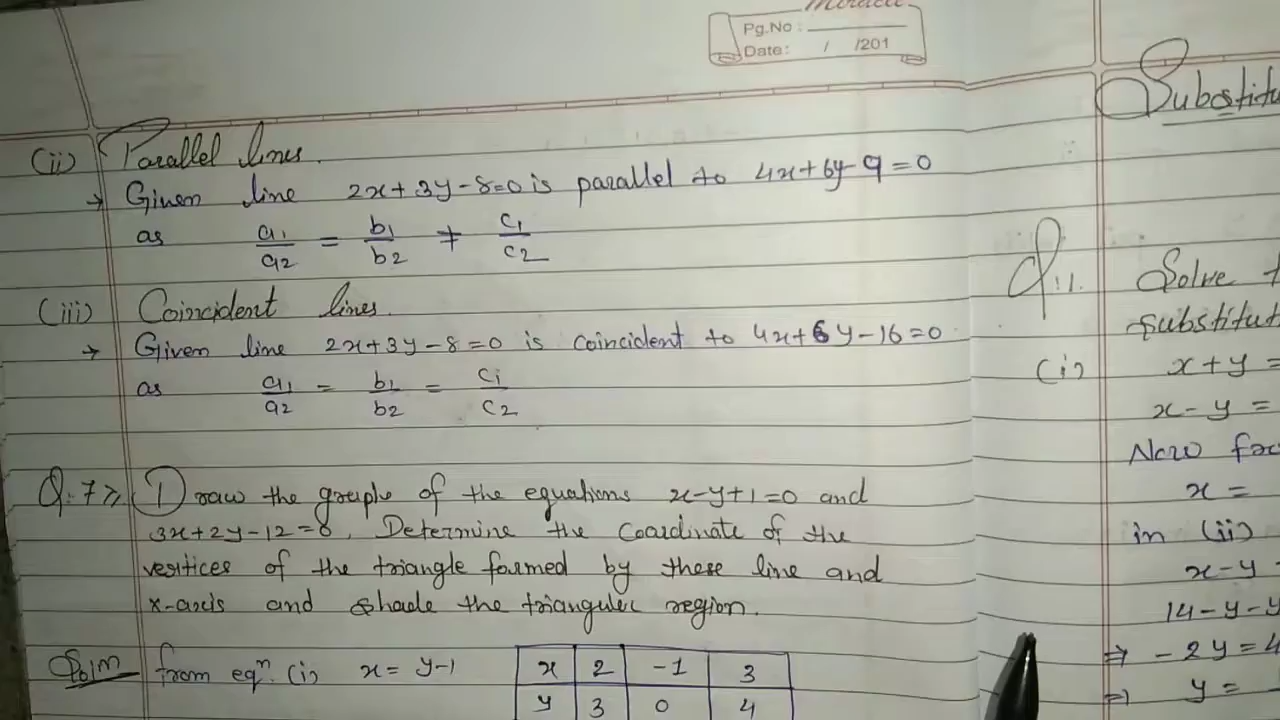 Pg.No :
Date: / /201
(ii) Parallel lines.
→ Given line 2x+3y-8=0 is parallel to 4x+6y-9=0
as a1/a2 = b1/b2 ≠ c1/c2
(iii) Coincident lines.
→ Given line 2x+3y-8=0 is coincident to 4x+6y-16=0
as a1/a2 = b1/b2 = c1/c2
Q.7> Draw the graph of the equations x-y+1=0 and
3x+2y-12=0. Determine the coordinate of the
vertices of the triangle formed by these line and
x-axis and shade the triangular region.
Soln from eqn. (i) x = y-1
x 2 -1 3
y 3 0 4
Substitu
Q.1. Solve t
substitut
(i) x+y =
x-y =
Now fro
x =
in (ii)
x-y
14-y-y
⇒ -2y=4
⇒ y =